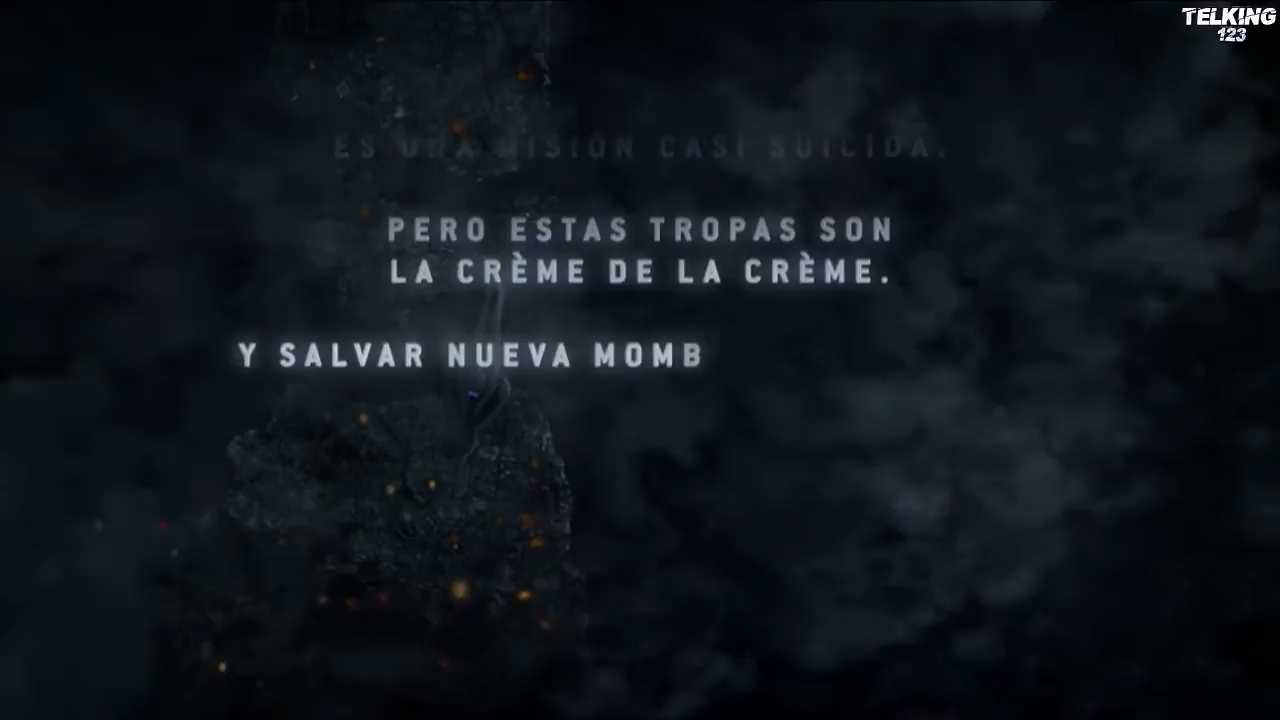 TELKING
123
ES UNA MISIÓN CASI SUICIDA.
PERO ESTAS TROPAS SON
LA CRÈME DE LA CRÈME.
Y SALVAR NUEVA MOMB